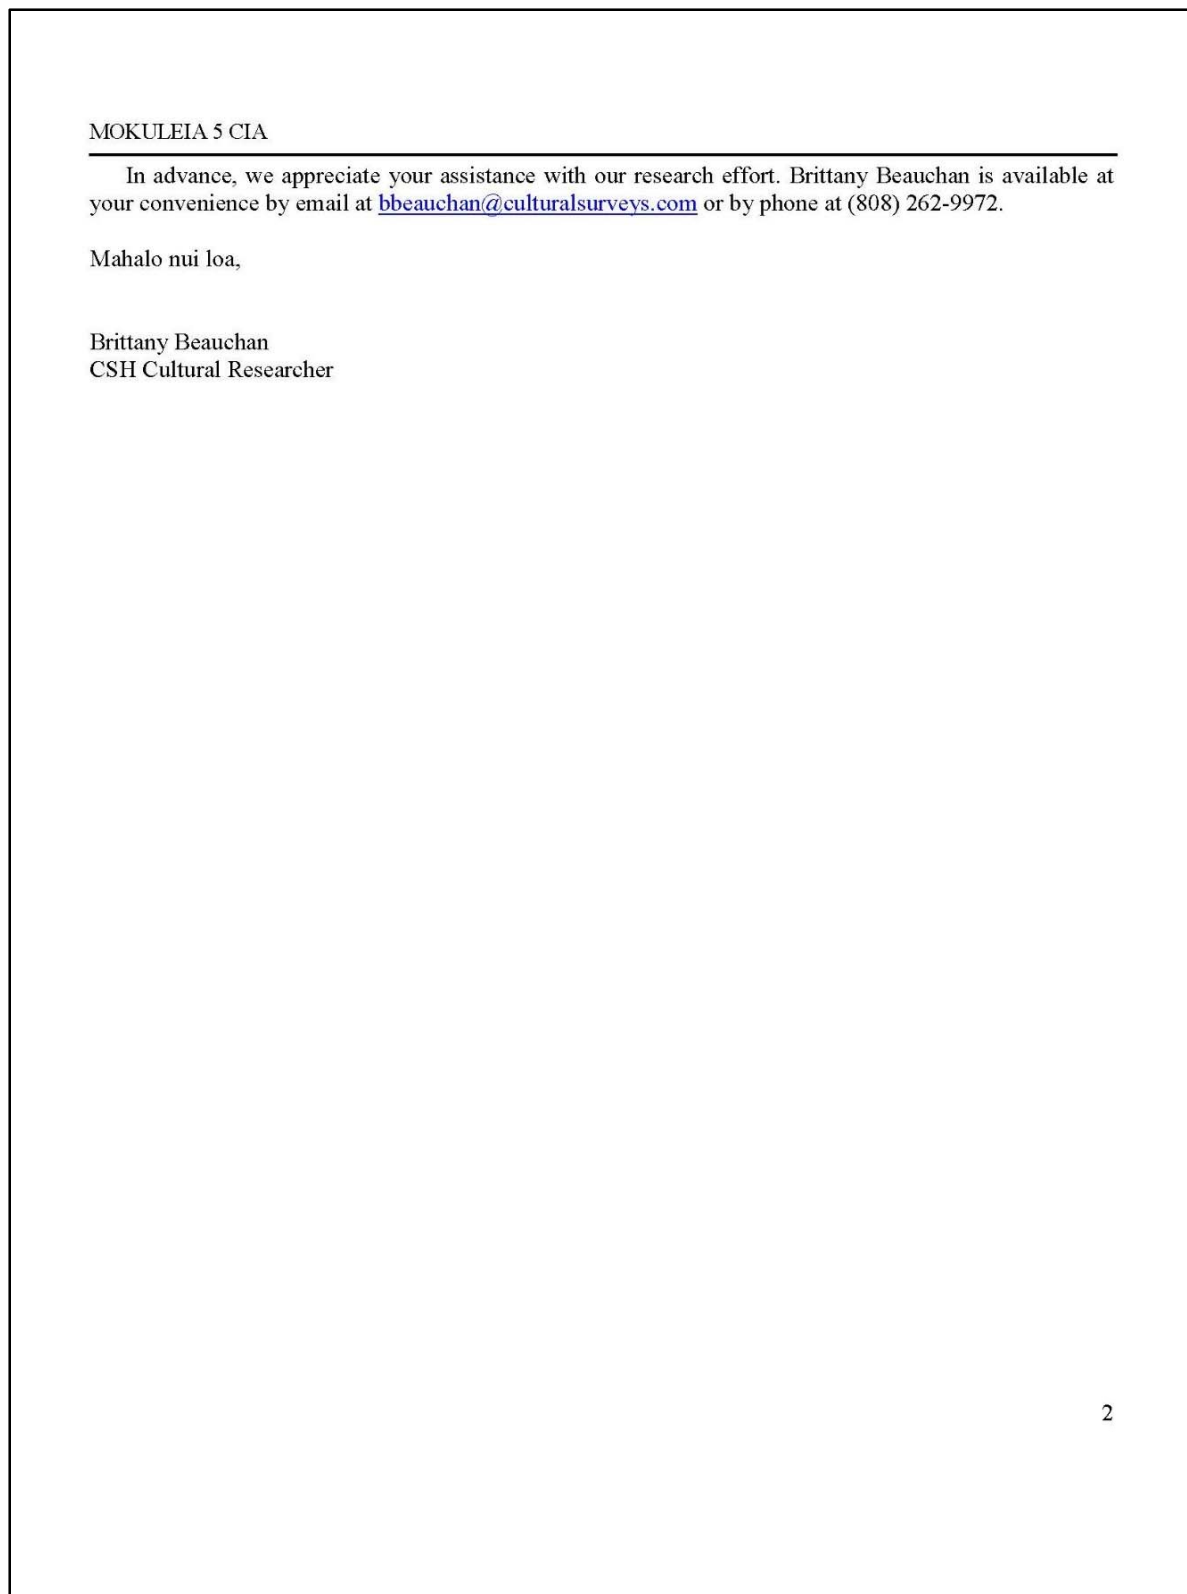 MOKULEIA 5 CIA
In advance, we appreciate your assistance with our research effort. Brittany Beauchan is available at
your convenience by email at bbeauchan@culturalsurveys.com or by phone at (808) 262-9972.
Mahalo nui loa,
Brittany Beauchan
CSH Cultural Researcher
2